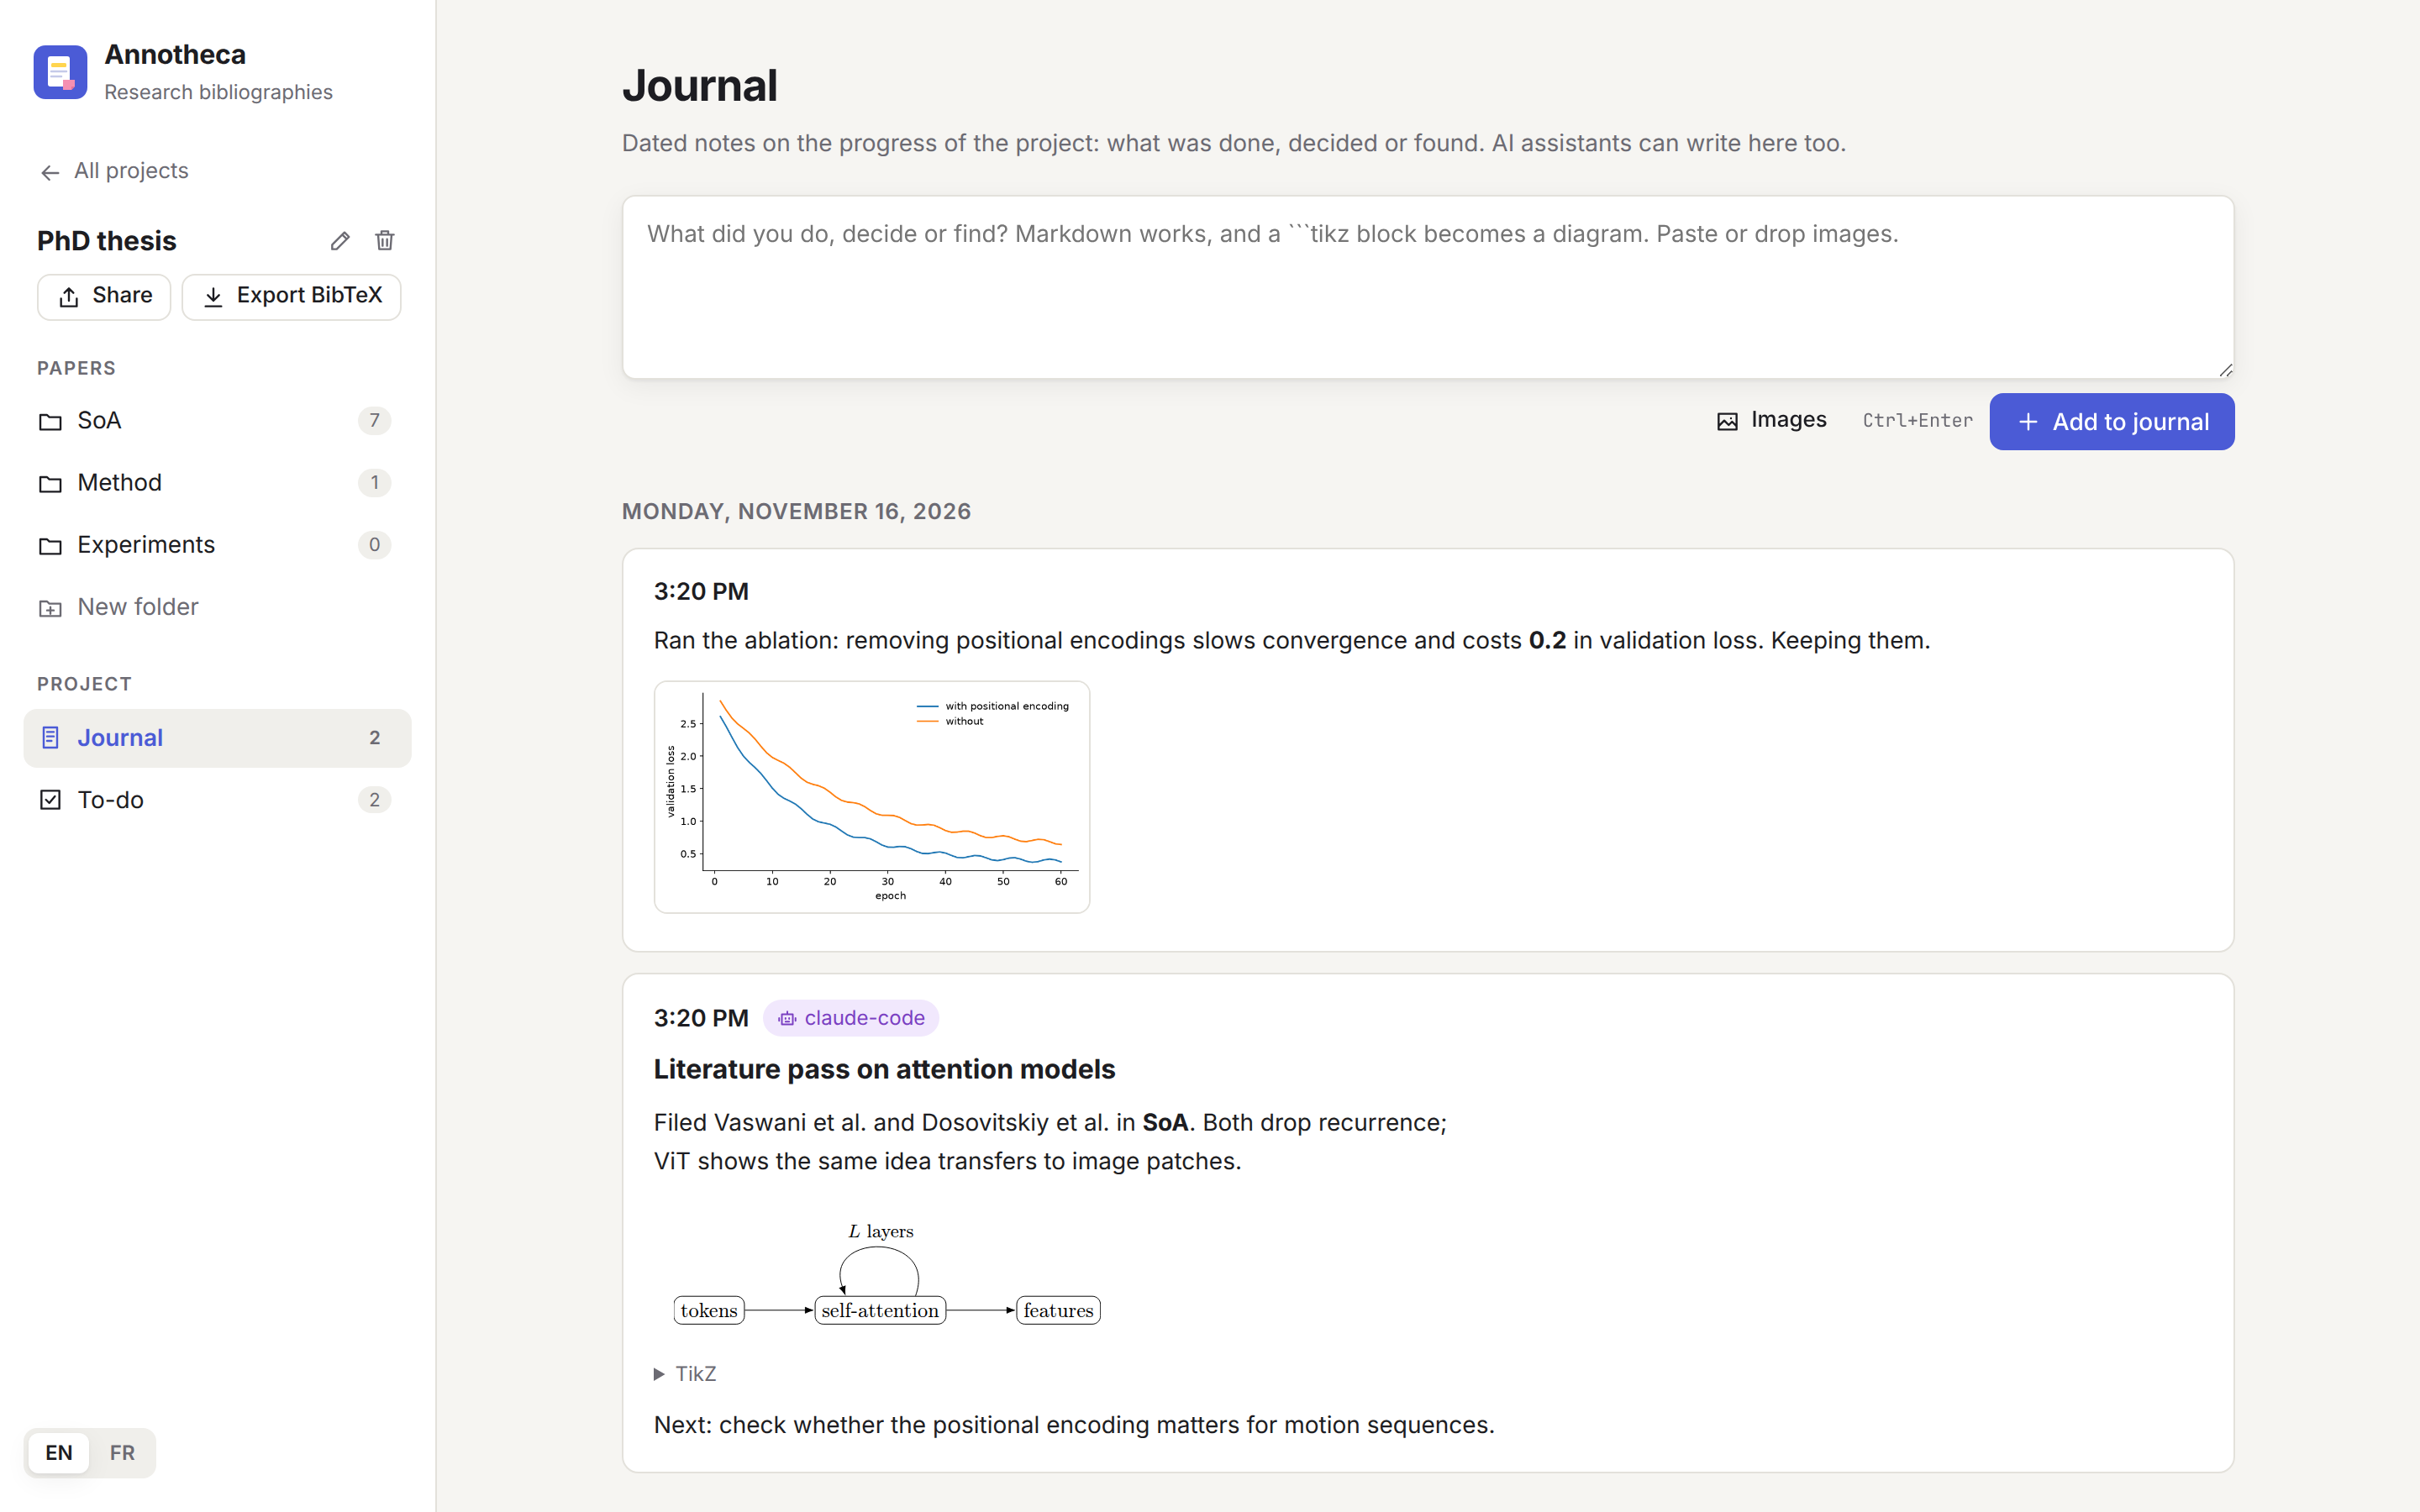 Annotheca
Research bibliographies
All projects
PhD thesis
Share
Export BibTeX
PAPERS
SoA 7
Method 1
Experiments 0
New folder
PROJECT
Journal 2
To-do 2
EN FR
Journal
Dated notes on the progress of the project: what was done, decided or found. AI assistants can write here too.
What did you do, decide or find? Markdown works, and a ```tikz block becomes a diagram. Paste or drop images.
Images Ctrl+Enter + Add to journal
MONDAY, NOVEMBER 16, 2026
3:20 PM
Ran the ablation: removing positional encodings slows convergence and costs 0.2 in validation loss. Keeping them.
with positional encoding
without
validation loss
2.5
2.0
1.5
1.0
0.5
0 10 20 30 40 50 60
epoch
3:20 PM claude-code
Literature pass on attention models
Filed Vaswani et al. and Dosovitskiy et al. in SoA. Both drop recurrence;
ViT shows the same idea transfers to image patches.
L layers
tokens self-attention features
TikZ
Next: check whether the positional encoding matters for motion sequences.